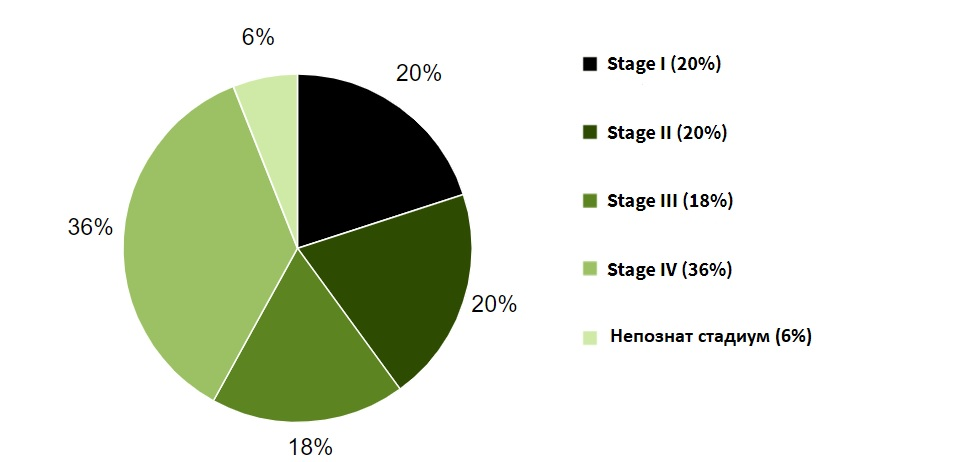 6%
20%
36%
20%
18%
Stage I (20%)
Stage II (20%)
Stage III (18%)
Stage IV (36%)
Непознат стадиум (6%)